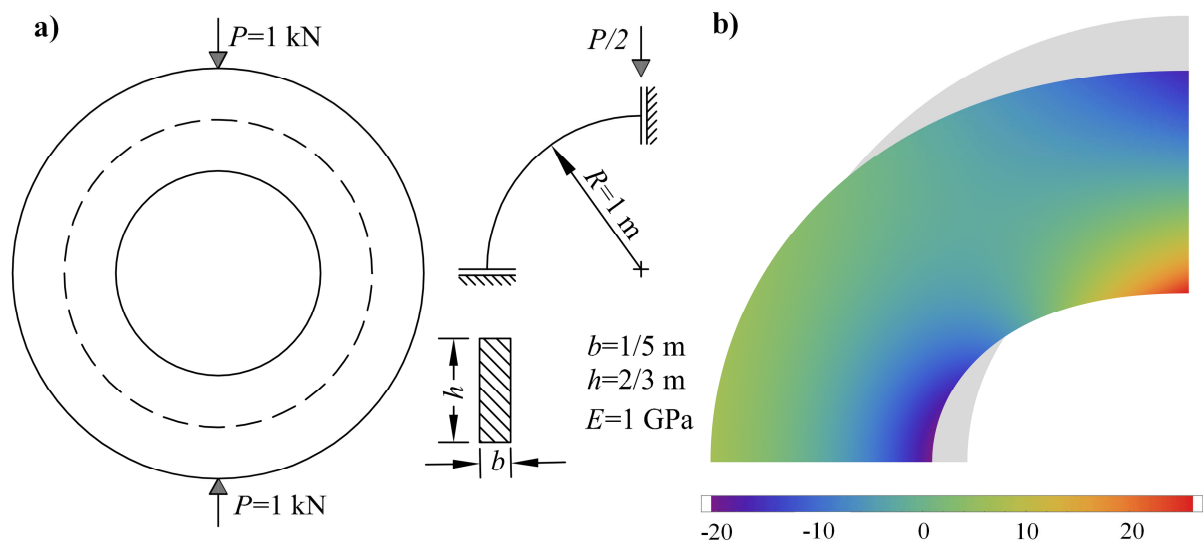 a)
P=1 kN
P/2
R=1 m
h
b
b=1/5 m
h=2/3 m
E=1 GPa
P=1 kN
b)
-20 -10 0 10 20